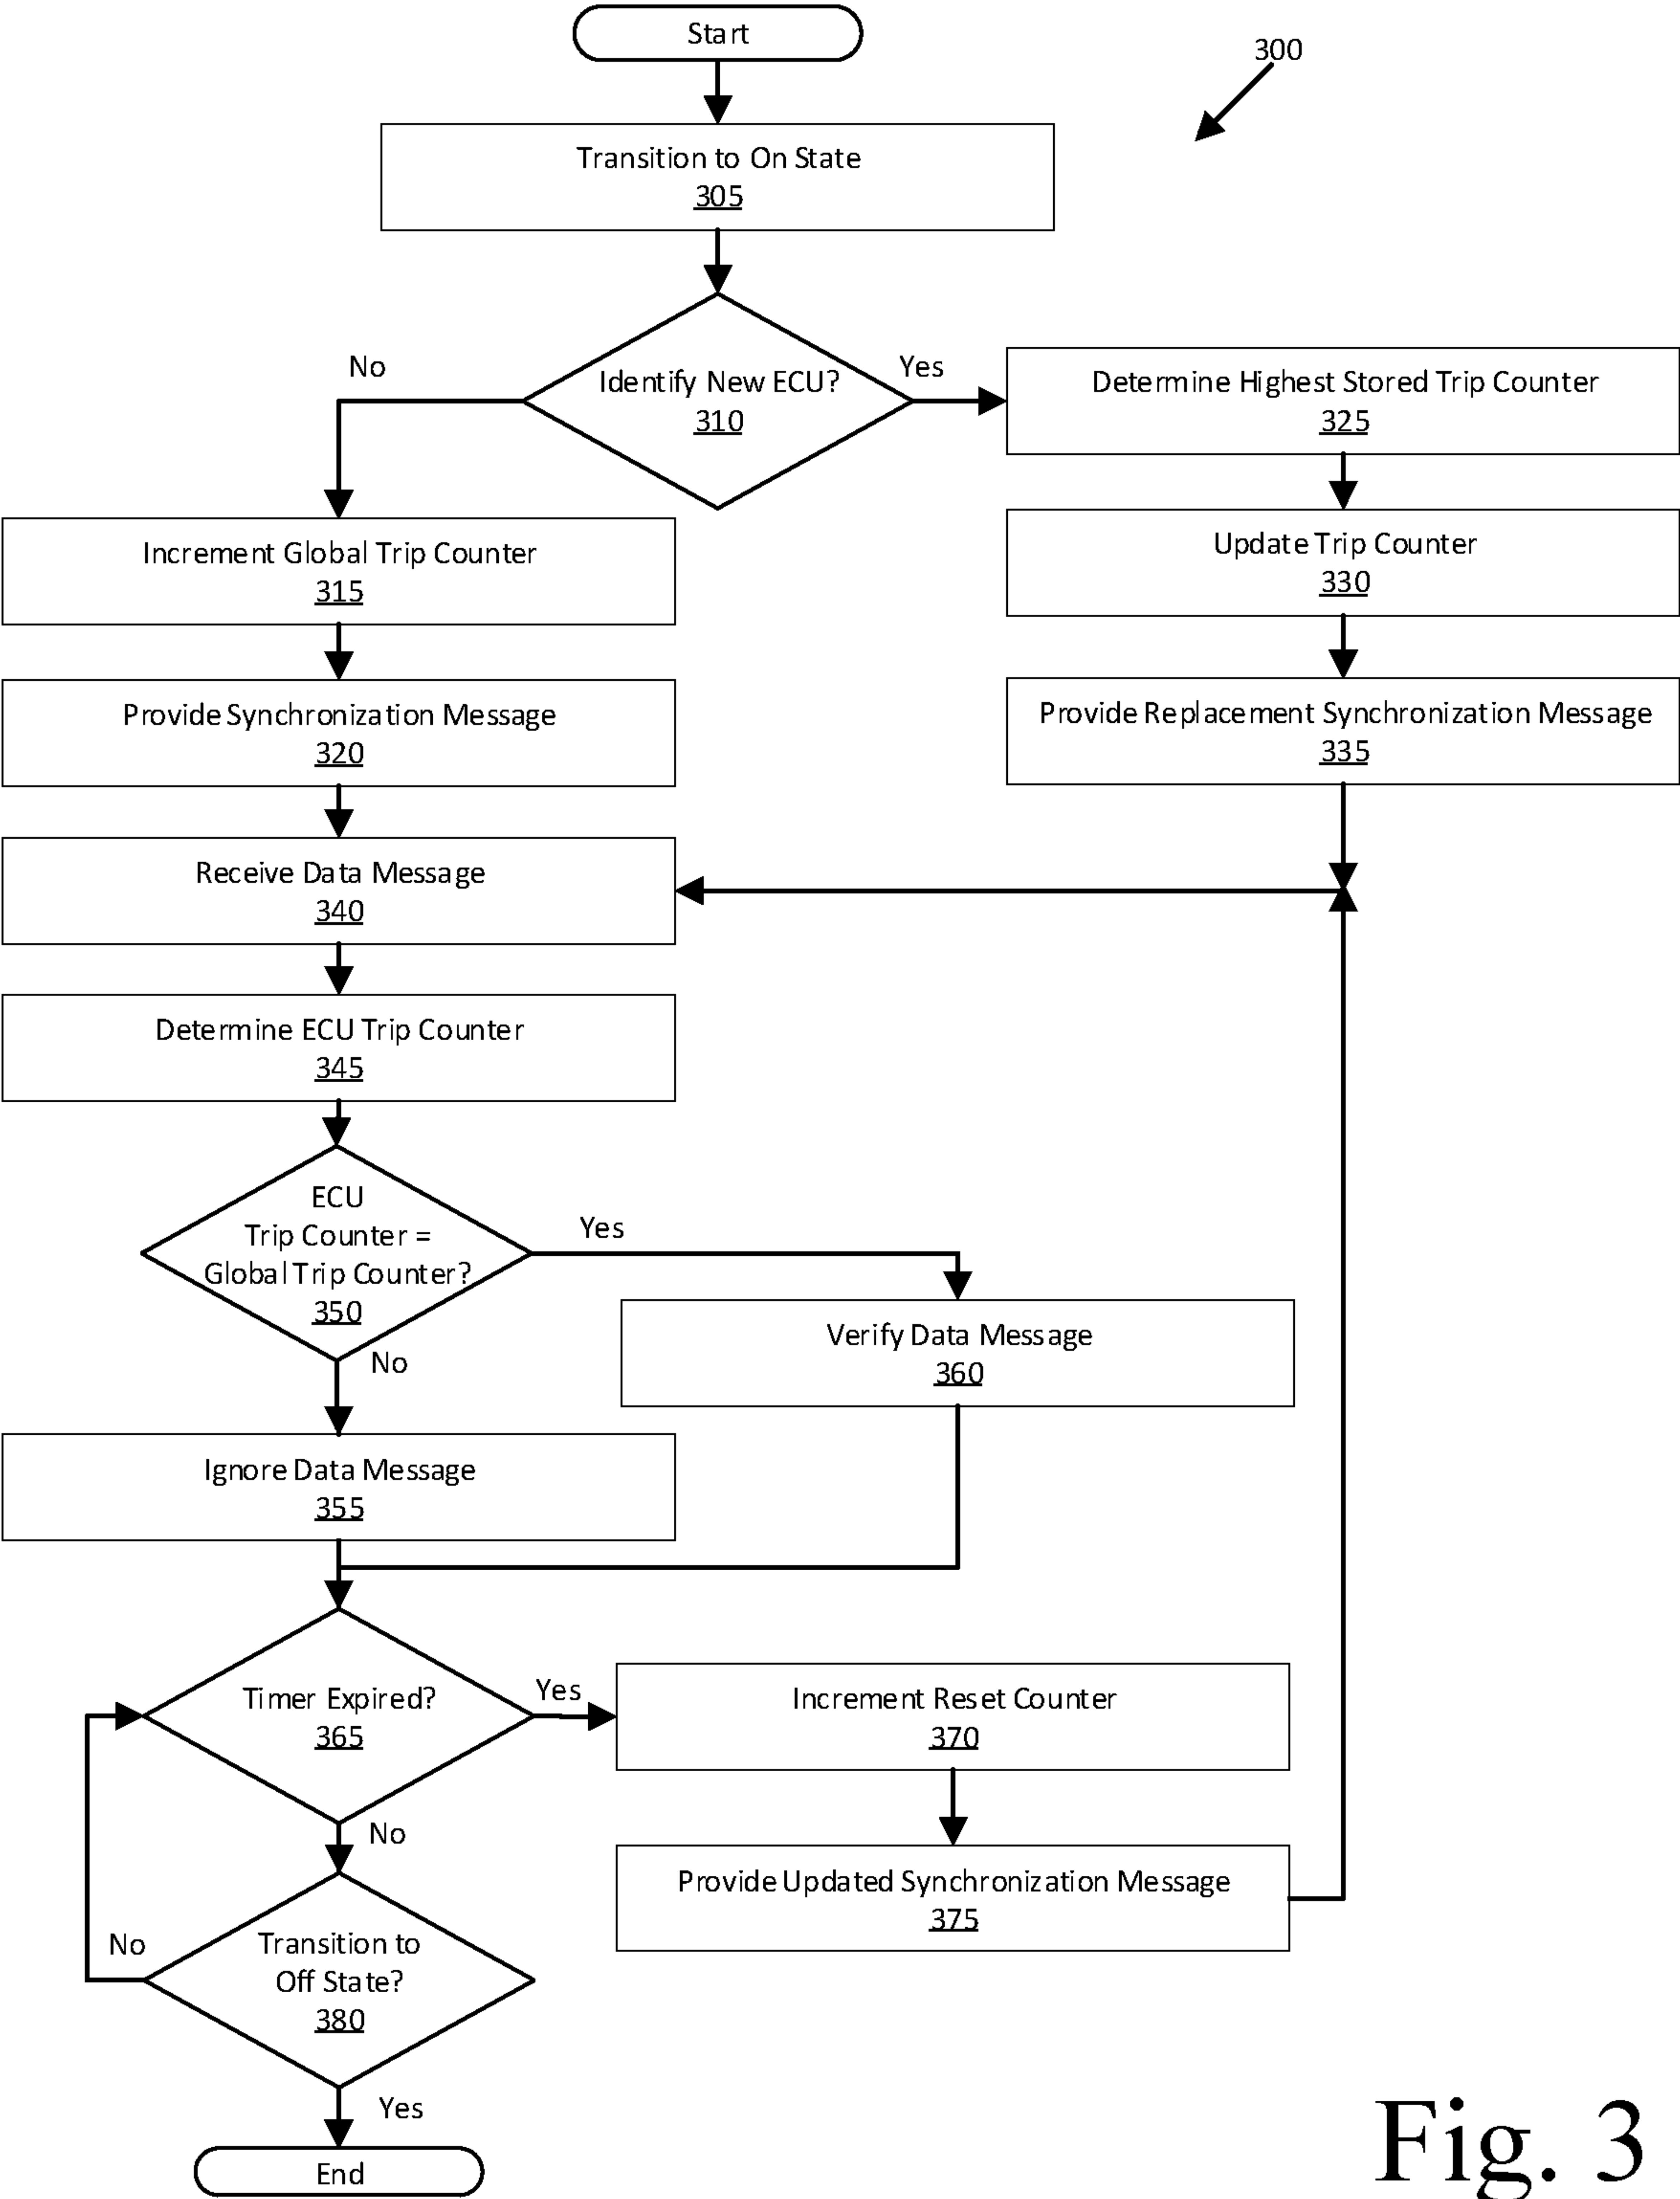 Start
300
Transition to On State
305
No
Yes
Identify New ECU?
310
Determine Highest Stored Trip Counter
325
Increment Global Trip Counter
315
Update Trip Counter
330
Provide Synchronization Message
320
Provide Replacement Synchronization Message
335
Receive Data Message
340
Determine ECU Trip Counter
345
ECU
Trip Counter =
Global Trip Counter?
350
Yes
No
Verify Data Message
360
Ignore Data Message
355
Timer Expired?
365
Yes
No
Increment Reset Counter
370
Provide Updated Synchronization Message
375
No
Transition to
Off State?
380
Yes
End
Fig. 3